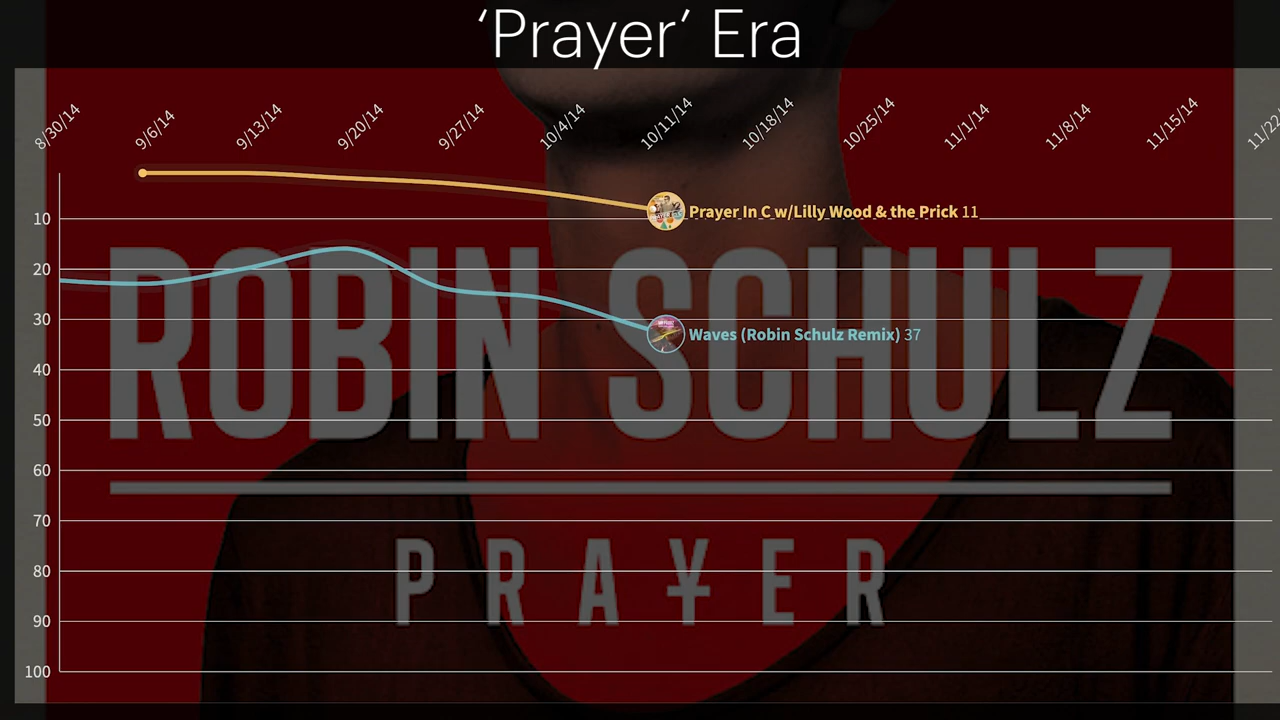 ‘Prayer’ Era
8/30/14 9/6/14 9/13/14 9/20/14 9/27/14 10/4/14 10/11/14 10/18/14 10/25/14 11/1/14 11/8/14 11/15/14 11/22/
Prayer In C w/Lilly Wood & the Prick 11
10
20
30
Waves (Robin Schulz Remix) 37
40
50
60
70
80
90
100
ROBIN SCHULZ
PRA¥ER